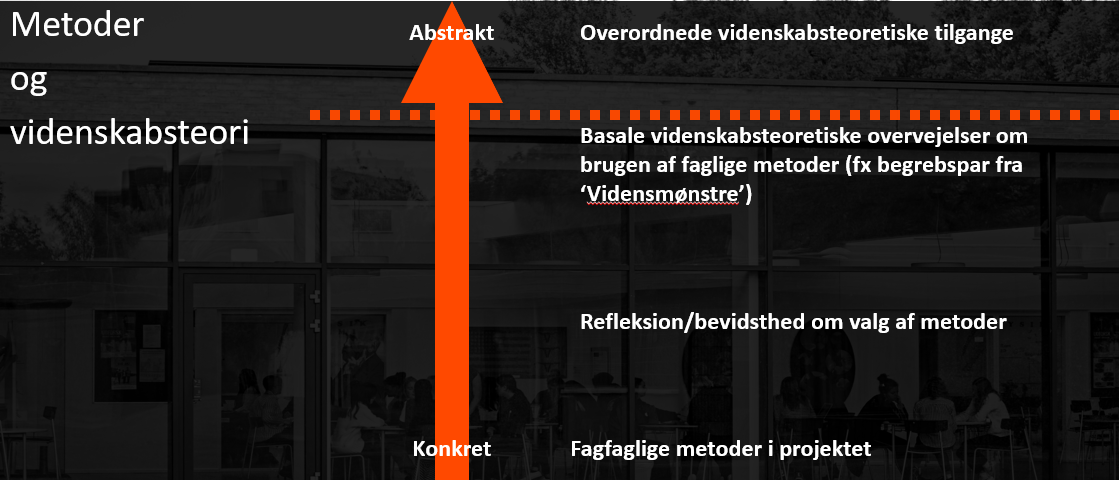 Metoder
og
videnskabsteori
Abstrakt
Overordnede videnskabsteoretiske tilgange
Basale videnskabsteoretiske overvejelser om
brugen af faglige metoder (fx begrebspar fra
‘Vidensmønstre’)
Refleksion/bevidsthed om valg af metoder
Konkret
Fagfaglige metoder i projektet